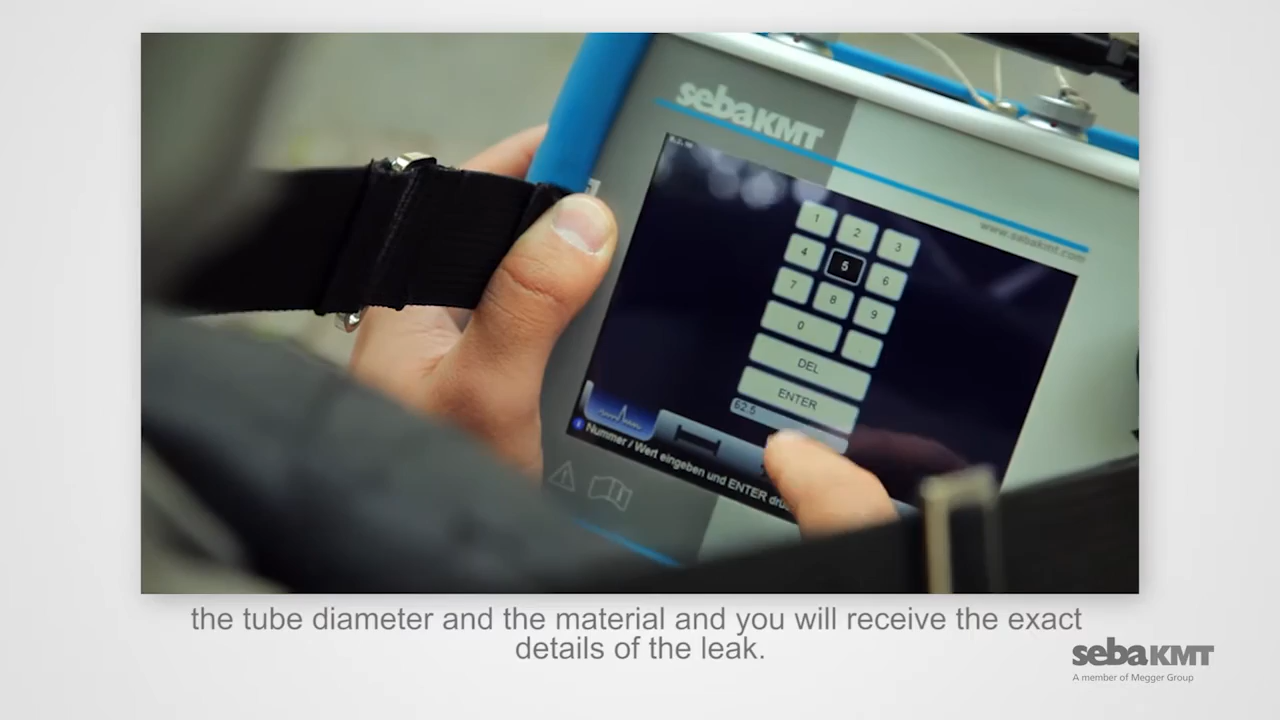 sebaKMT
www.sebakmt.com
1
2
3
4
5
6
7
8
9
0
.
DEL
ENTER
62.5
Nummer / Wert eingeben und ENTER drü
the tube diameter and the material and you will receive the exact
details of the leak.
sebaKMT
A member of Megger Group